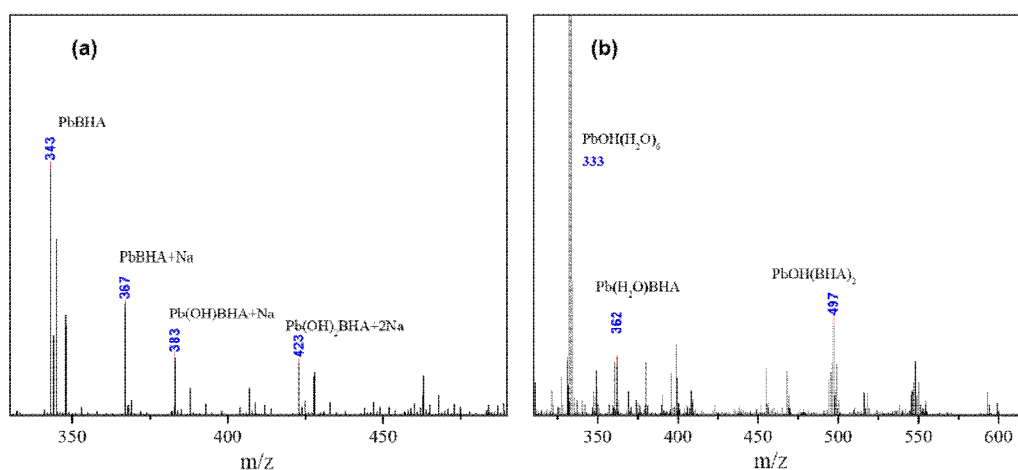 (a)
PbBHA
343
PbBHA+Na
367
Pb(OH)BHA+Na
383
Pb(OH)₂BHA+2Na
423
350
400
450
m/z
(b)
PbOH(H₂O)₆
333
Pb(H₂O)BHA
362
PbOH(BHA)₂
497
350
400
450
500
550
600
m/z